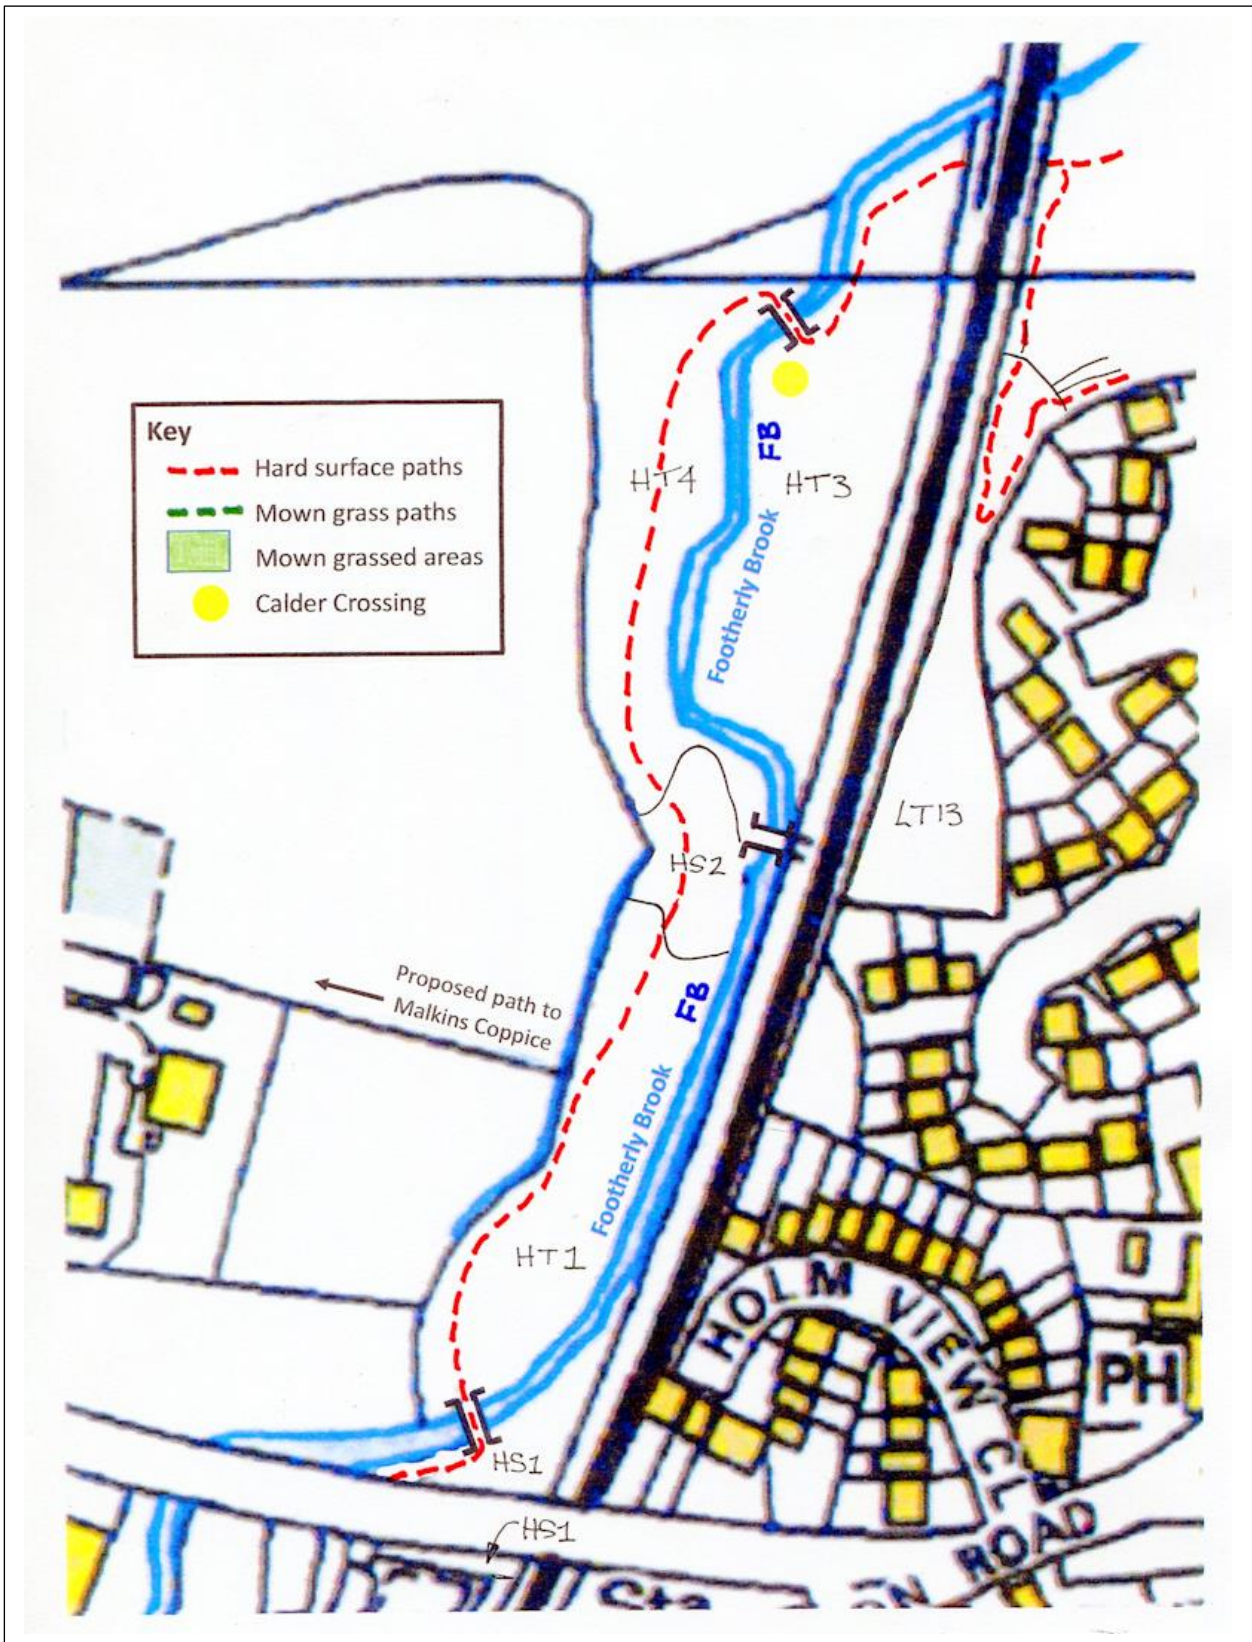 Key
Hard surface paths
Mown grass paths
Mown grassed areas
Calder Crossing
FB
HT4
HT3
Footherly Brook
LT13
HS2
Proposed path to
Malkins Coppice
FB
Footherly Brook
HT1
HOLM VIEW CL
PH
HS1
HS1
ROAD
Sta